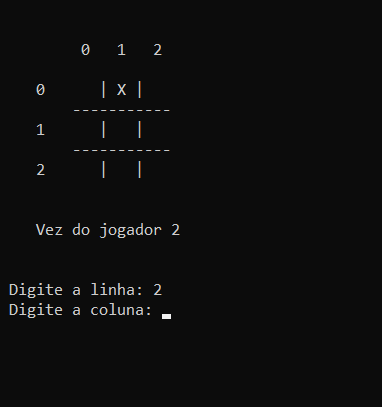 0 1 2
0 | X |
-----------
1 | |
-----------
2 | |
Vez do jogador 2
Digite a linha: 2
Digite a coluna: